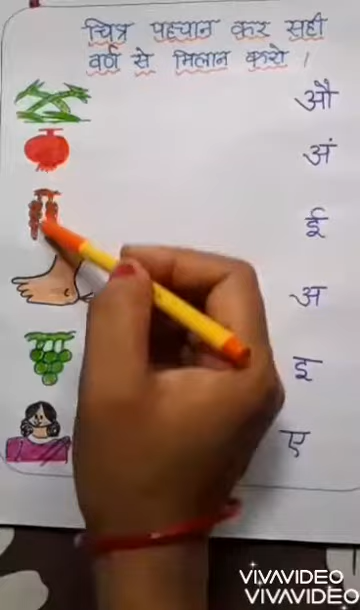 चित्र पहचान कर सही
वर्ण से मिलान करो ।
औ
अं
ई
अ
इ
ए
VIVAVIDEO
VIVAVIDEO